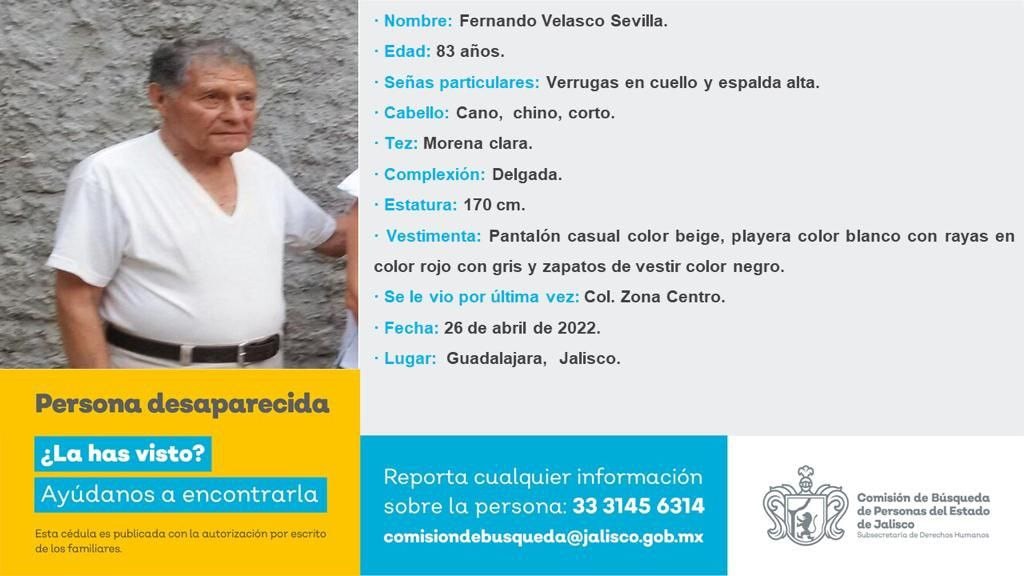 · Nombre: Fernando Velasco Sevilla.
· Edad: 83 años.
· Señas particulares: Verrugas en cuello y espalda alta.
· Cabello: Cano, chino, corto.
· Tez: Morena clara.
· Complexión: Delgada.
· Estatura: 170 cm.
· Vestimenta: Pantalón casual color beige, playera color blanco con rayas en
color rojo con gris y zapatos de vestir color negro.
· Se le vio por última vez: Col. Zona Centro.
· Fecha: 26 de abril de 2022.
· Lugar: Guadalajara, Jalisco.
Persona desaparecida
¿La has visto?
Ayúdanos a encontrarla
Esta cédula es publicada con la autorización por escrito
de los familiares.
Reporta cualquier información
sobre la persona: 33 3145 6314
comisiondebusqueda@jalisco.gob.mx
Comisión de Búsqueda
de Personas del Estado
de Jalisco
Subsecretaría de Derechos Humanos